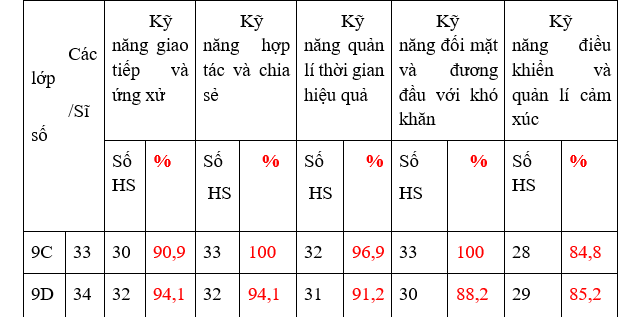 Các lớp /Sĩ số
Kỹ năng giao tiếp và ứng xử
Kỹ năng hợp tác và chia sẻ
Kỹ năng quản lí thời gian hiệu quả
Kỹ năng đối mặt và đương đầu với khó khăn
Kỹ năng điều khiển và quản lí cảm xúc
Số HS % Số HS % Số HS % Số HS % Số HS %
9C 33 30 90,9 33 100 32 96,9 33 100 28 84,8
9D 34 32 94,1 32 94,1 31 91,2 30 88,2 29 85,2